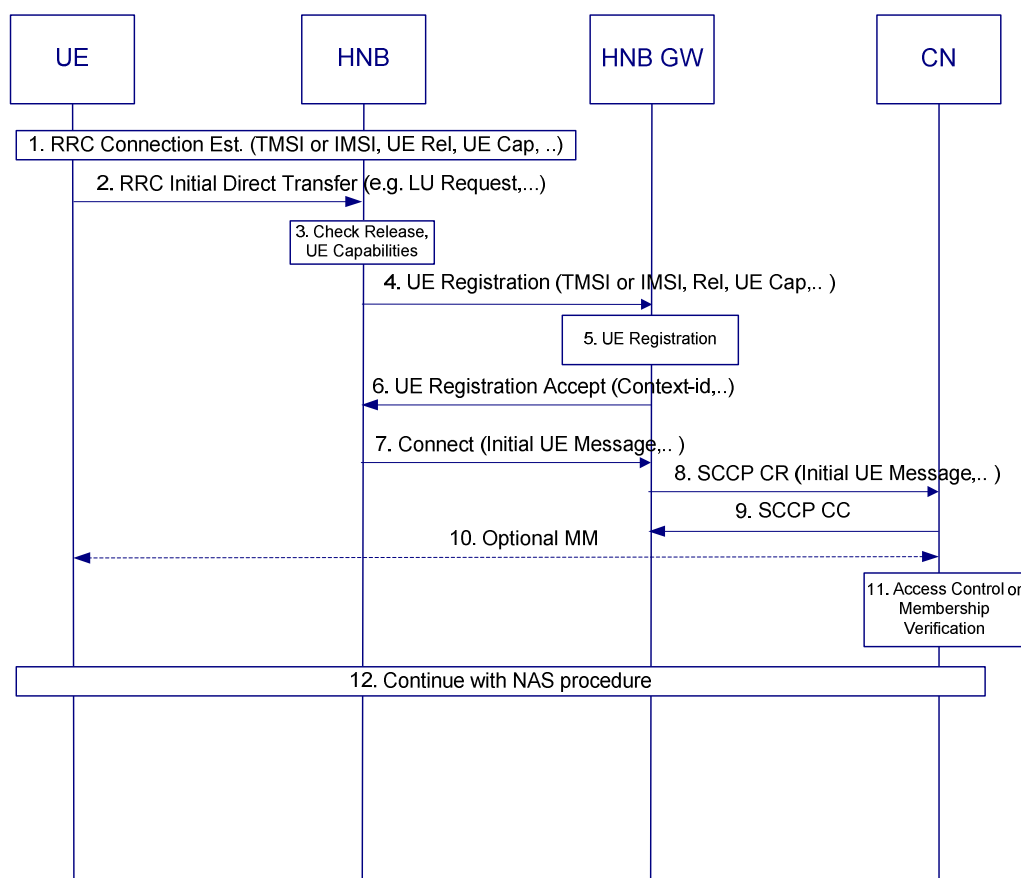 UE
HNB
HNB GW
CN
1. RRC Connection Est. (TMSI or IMSI, UE Rel, UE Cap, ..)
2. RRC Initial Direct Transfer (e.g. LU Request,...)
3. Check Release,
UE Capabilities
4. UE Registration (TMSI or IMSI, Rel, UE Cap,.. )
5. UE Registration
6. UE Registration Accept (Context-id,..)
7. Connect (Initial UE Message,.. )
8. SCCP CR (Initial UE Message,.. )
9. SCCP CC
10. Optional MM
11. Access Control or
Membership
Verification
12. Continue with NAS procedure